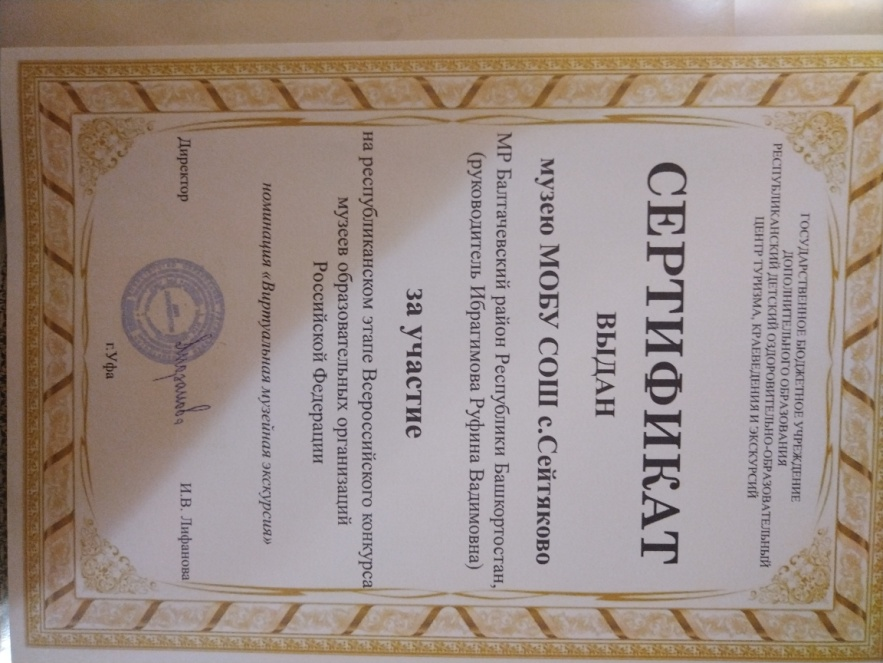 ГОСУДАРСТВЕННОЕ БЮДЖЕТНОЕ УЧРЕЖДЕНИЕ
ДОПОЛНИТЕЛЬНОГО ОБРАЗОВАНИЯ
РЕСПУБЛИКАНСКИЙ ДЕТСКИЙ ОЗДОРОВИТЕЛЬНО-ОБРАЗОВАТЕЛЬНЫЙ
ЦЕНТР ТУРИЗМА, КРАЕВЕДЕНИЯ И ЭКСКУРСИЙ
СЕРТИФИКАТ
ВЫДАН
музею МОБУ СОШ с.Сейтяково
МР Балтачевский район Республики Башкортостан,
(руководитель Ибрагимова Руфина Вадимовна)
за участие
на республиканском этапе Всероссийского конкурса
музеев образовательных организаций
Российской Федерации
номинация «Виртуальная музейная экскурсия»
Директор
И.В. Лифанова
г.Уфа